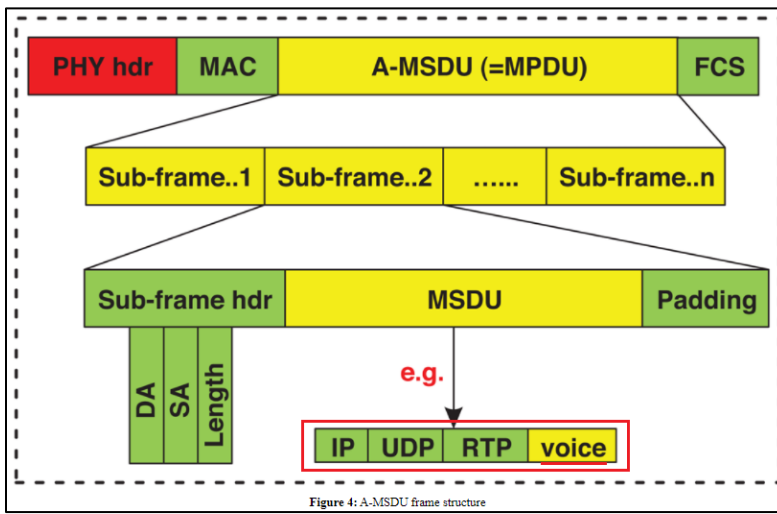 PHY hdr MAC A-MSDU (=MPDU) FCS
Sub-frame..1 Sub-frame..2 ...... Sub-frame..n
Sub-frame hdr MSDU Padding
DA SA Length
e.g.
IP UDP RTP voice
Figure 4: A-MSDU frame structure